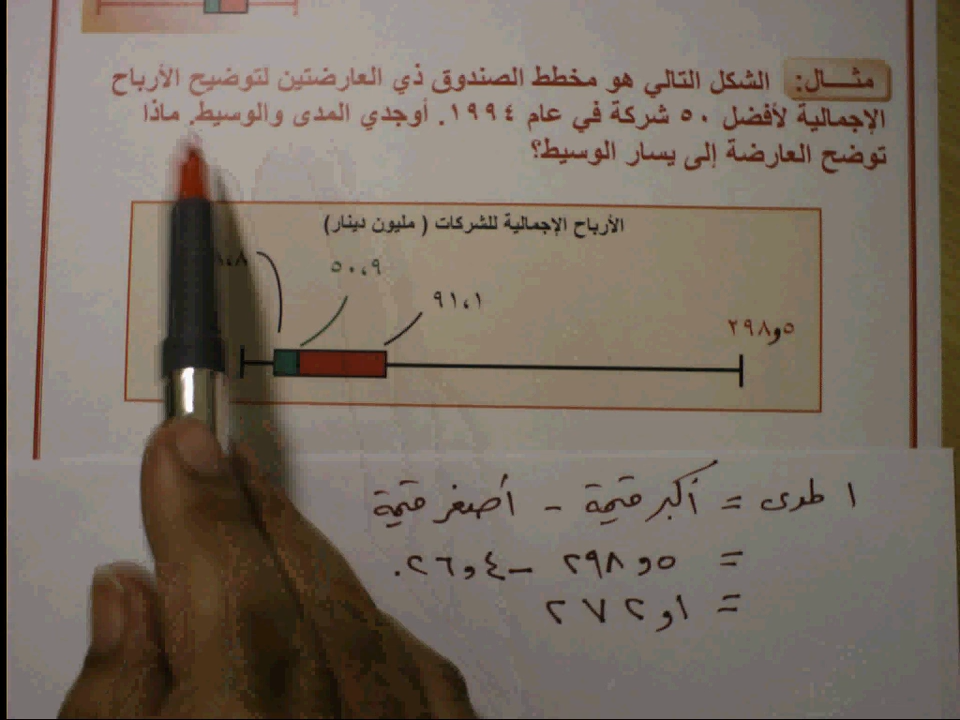 مثـــال: الشكل التالي هو مخطط الصندوق ذي العارضتين لتوضيح الأرباح
الإجمالية لأفضل ٥٠ شركة في عام ١٩٩٤. أوجدي المدى والوسيط. ماذا
توضح العارضة إلى يسار الوسيط؟
الأرباح الإجمالية للشركات ( مليون دينار)
٥٠،٩
٩١،١
٢٩٨و٥
المدى = أكبر قيمة - أصغر قيمة
= ٢٩٨و٥ - ٢٦و٤
= ٢٧٢و١